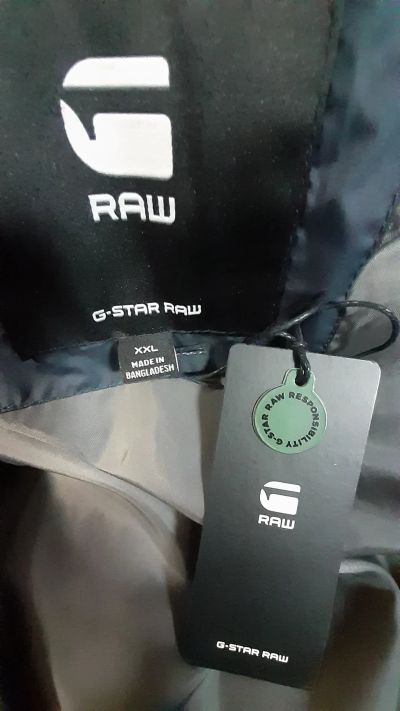 RAW
G-STAR RAW
XXL
MADE IN
BANGLADESH
RAW RESPONSIBILITY G-STAR
RAW
G-STAR RAW